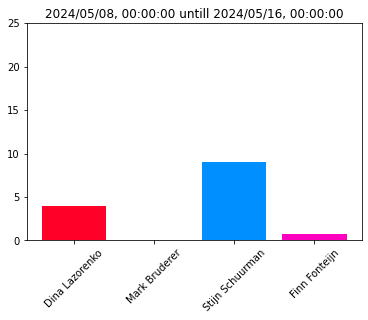 2024/05/08, 00:00:00 untill 2024/05/16, 00:00:00
25
20
15
10
5
0
Dina Lazorenko
Mark Bruderer
Stijn Schuurman
Finn Fonteijn